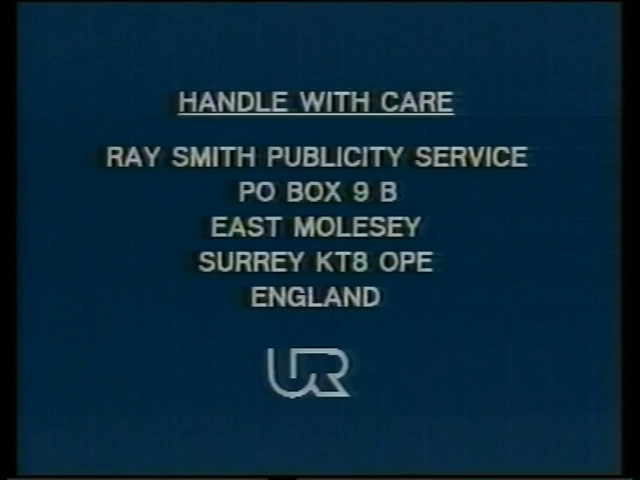 HANDLE WITH CARE
RAY SMITH PUBLICITY SERVICE
PO BOX 9 B
EAST MOLESEY
SURREY KT8 OPE
ENGLAND
UR